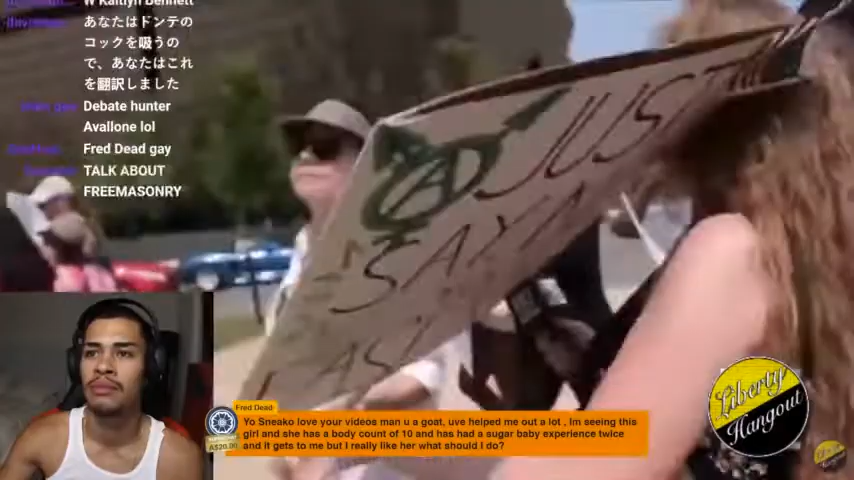 W Kaitlyn Bennett
あなたはドンテの
コックを吸うの
で、あなたはこれ
を翻訳しました
Debate hunter
Avallone lol
Fred Dead gay
TALK ABOUT
FREEMASONRY
JUST
SAYIN
Fred Dead
Yo Sneako love your videos man u a goat, uve helped me out a lot , Im seeing this
girl and she has a body count of 10 and has had a sugar baby experience twice
and it gets to me but I really like her what should I do?
Liberty
Hangout